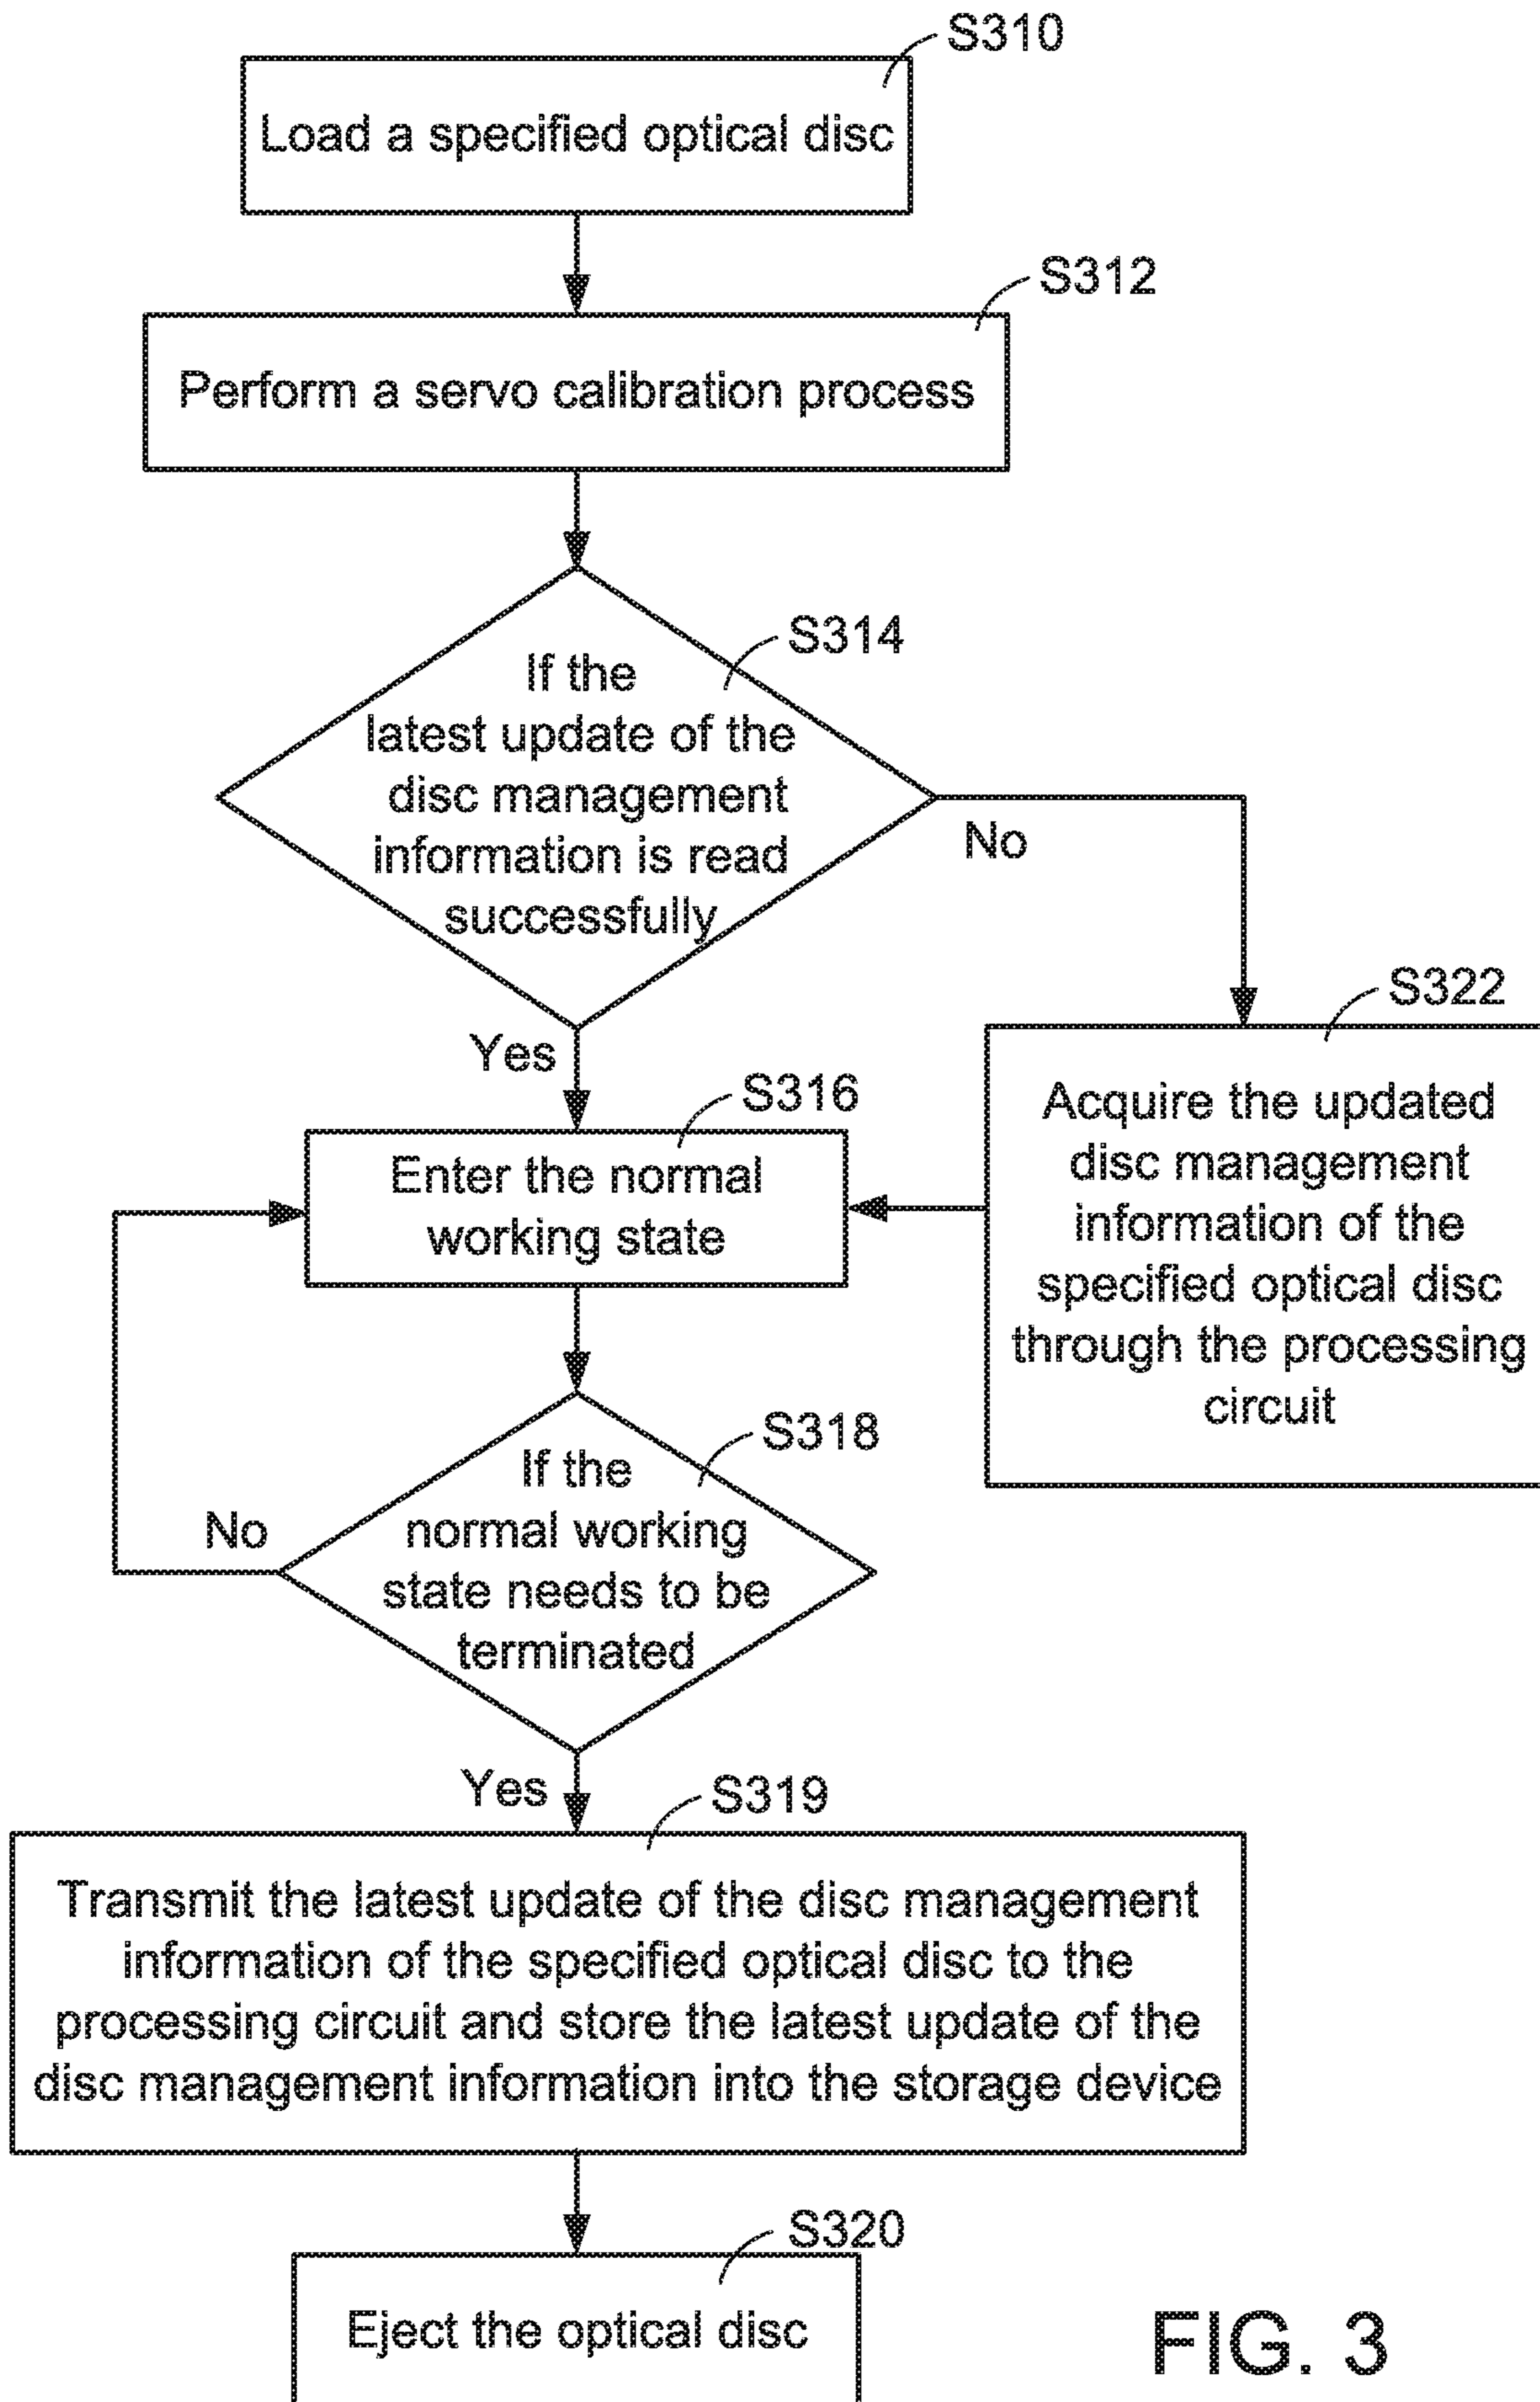 S310
Load a specified optical disc
S312
Perform a servo calibration process
S314
If the
latest update of the
disc management
information is read
successfully
No
Yes
S322
Acquire the updated
disc management
information of the
specified optical disc
through the processing
circuit
S316
Enter the normal
working state
S318
If the
normal working
state needs to be
terminated
No
Yes
S319
Transmit the latest update of the disc management
information of the specified optical disc to the
processing circuit and store the latest update of the
disc management information into the storage device
S320
Eject the optical disc
FIG. 3